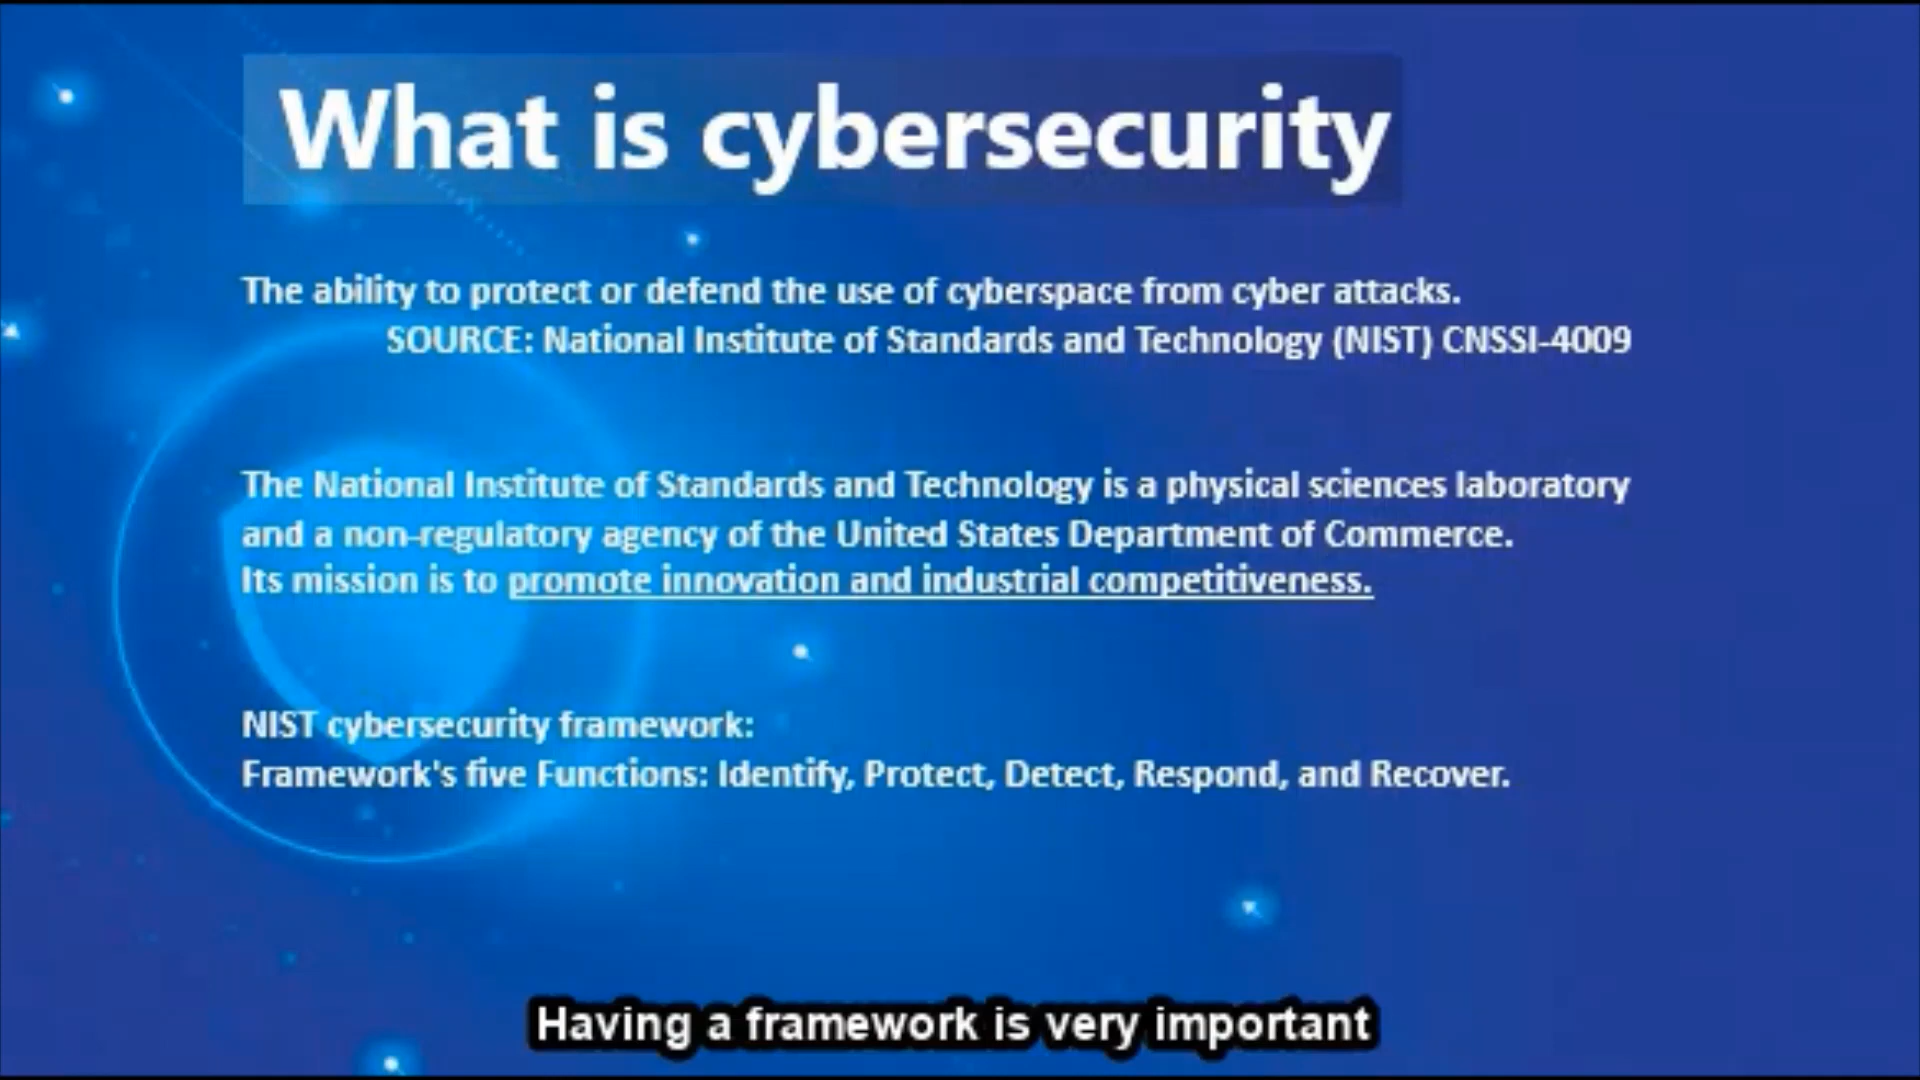 What is cybersecurity
The ability to protect or defend the use of cyberspace from cyber attacks.
SOURCE: National Institute of Standards and Technology (NIST) CNSSI-4009
The National Institute of Standards and Technology is a physical sciences laboratory
and a non-regulatory agency of the United States Department of Commerce.
Its mission is to promote innovation and industrial competitiveness.
NIST cybersecurity framework:
Framework's five Functions: Identify, Protect, Detect, Respond, and Recover.
Having a framework is very important